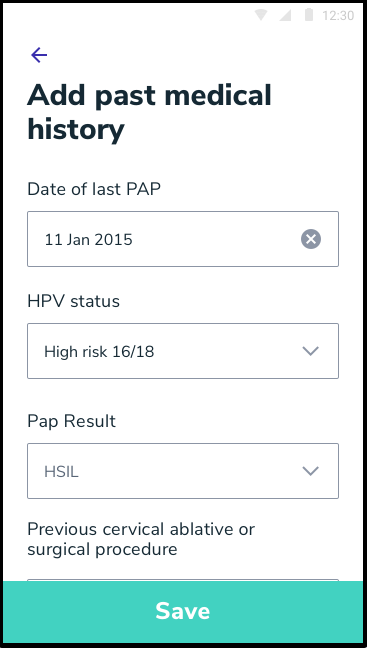 12:30
Add past medical
history
Date of last PAP
11 Jan 2015
HPV status
High risk 16/18
Pap Result
HSIL
Previous cervical ablative or
surgical procedure
Save